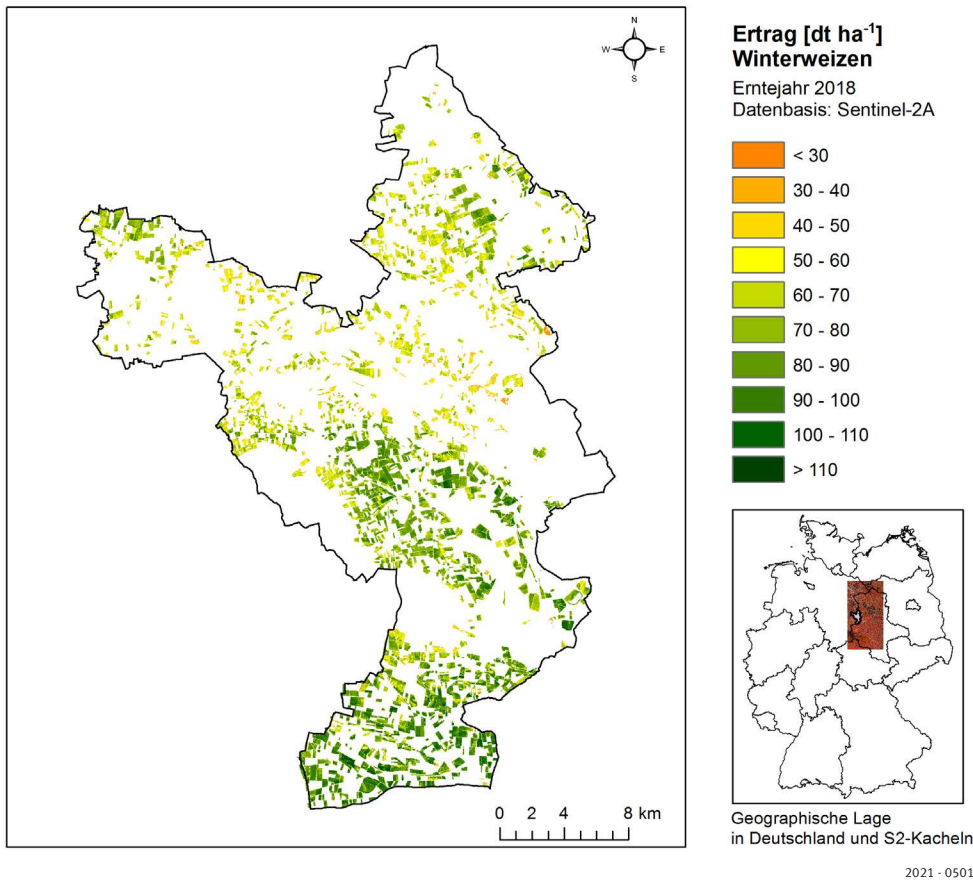 N
W E
S
0 2 4 8 km
Ertrag [dt ha-1]
Winterweizen
Erntejahr 2018
Datenbasis: Sentinel-2A
< 30
30 - 40
40 - 50
50 - 60
60 - 70
70 - 80
80 - 90
90 - 100
100 - 110
> 110
Geographische Lage
in Deutschland und S2-Kacheln
2021 - 0501